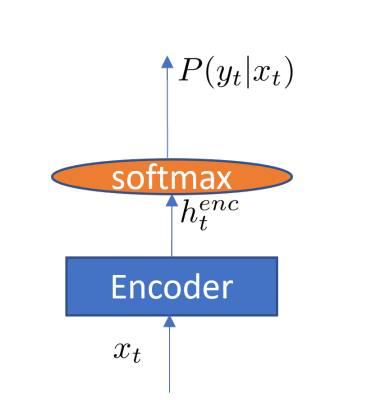 P(y_t|x_t)
softmax
h_t^{enc}
Encoder
x_t